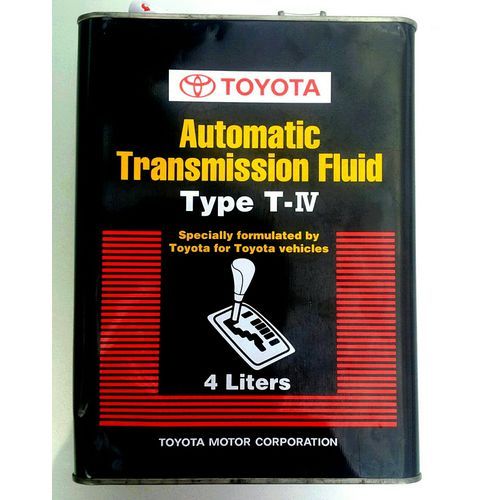 TOYOTA
Automatic
Transmission Fluid
Type T-IV
Specially formulated by
Toyota for Toyota vehicles
4 Liters
TOYOTA MOTOR CORPORATION